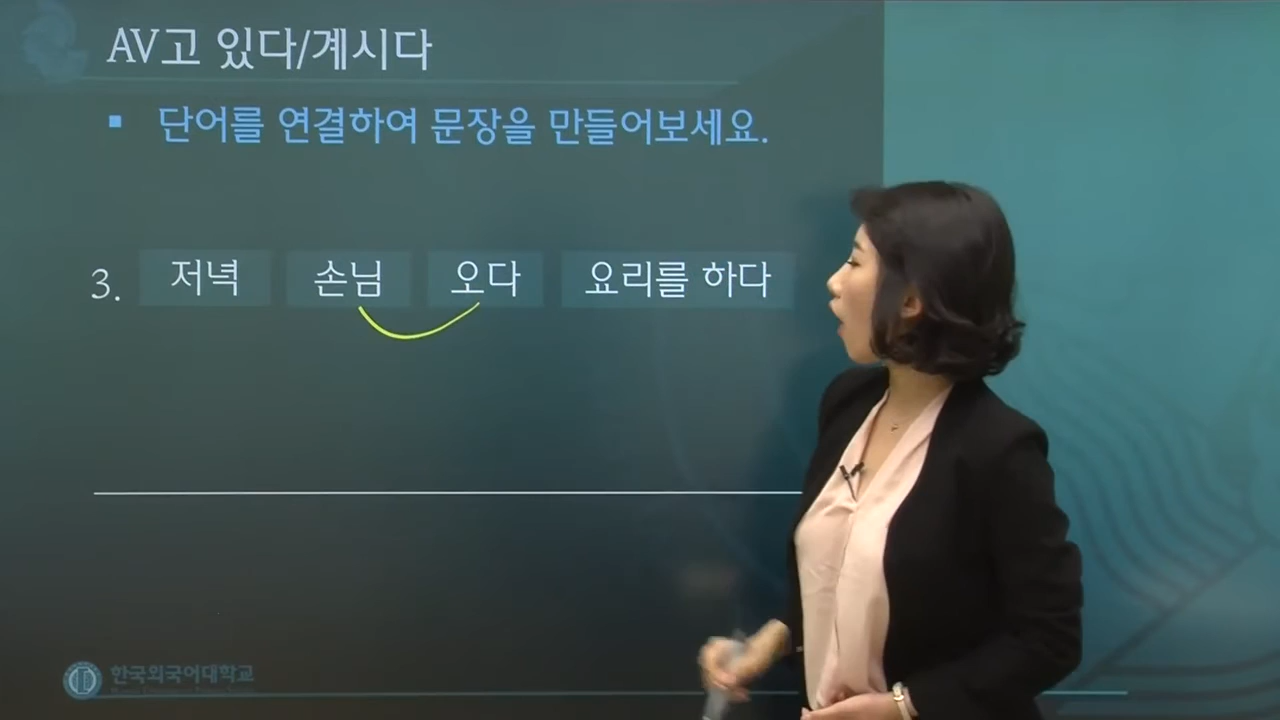 AV고 있다/계시다
▪ 단어를 연결하여 문장을 만들어보세요.
3. 저녁 손님 오다 요리를 하다
한국외국어대학교